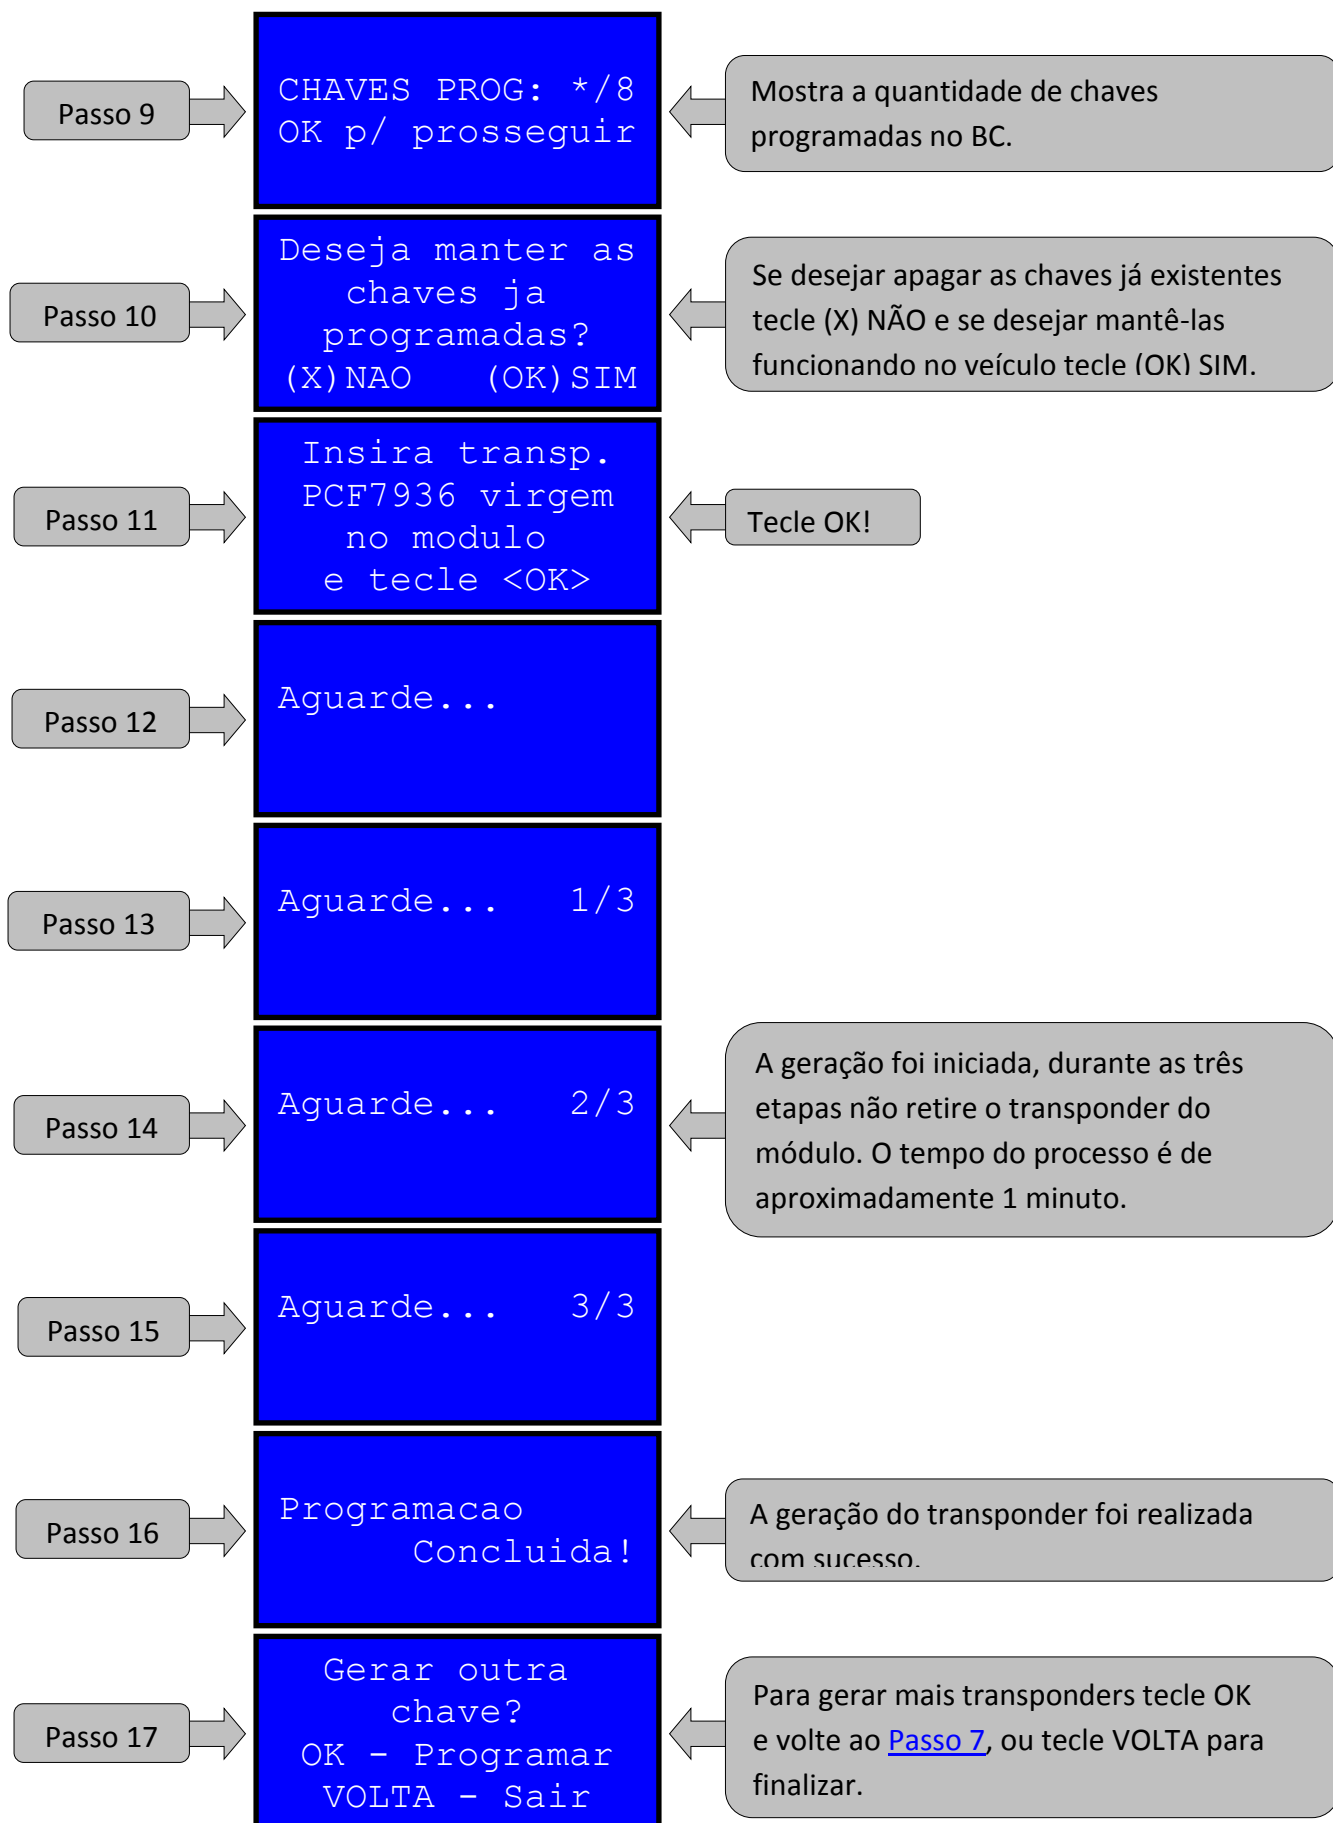 Passo 9
CHAVES PROG: */8
OK p/ prosseguir
Mostra a quantidade de chaves
programadas no BC.
Passo 10
Deseja manter as
chaves ja
programadas?
(X)NAO (OK)SIM
Se desejar apagar as chaves já existentes
tecle (X) NÃO e se desejar mantê-las
funcionando no veículo tecle (OK) SIM.
Passo 11
Insira transp.
PCF7936 virgem
no modulo
e tecle <OK>
Tecle OK!
Passo 12
Aguarde...
Passo 13
Aguarde... 1/3
Passo 14
Aguarde... 2/3
A geração foi iniciada, durante as três
etapas não retire o transponder do
módulo. O tempo do processo é de
aproximadamente 1 minuto.
Passo 15
Aguarde... 3/3
Passo 16
Programacao
Concluida!
A geração do transponder foi realizada
com sucesso.
Passo 17
Gerar outra
chave?
OK - Programar
VOLTA - Sair
Para gerar mais transponders tecle OK
e volte ao Passo 7, ou tecle VOLTA para
finalizar.